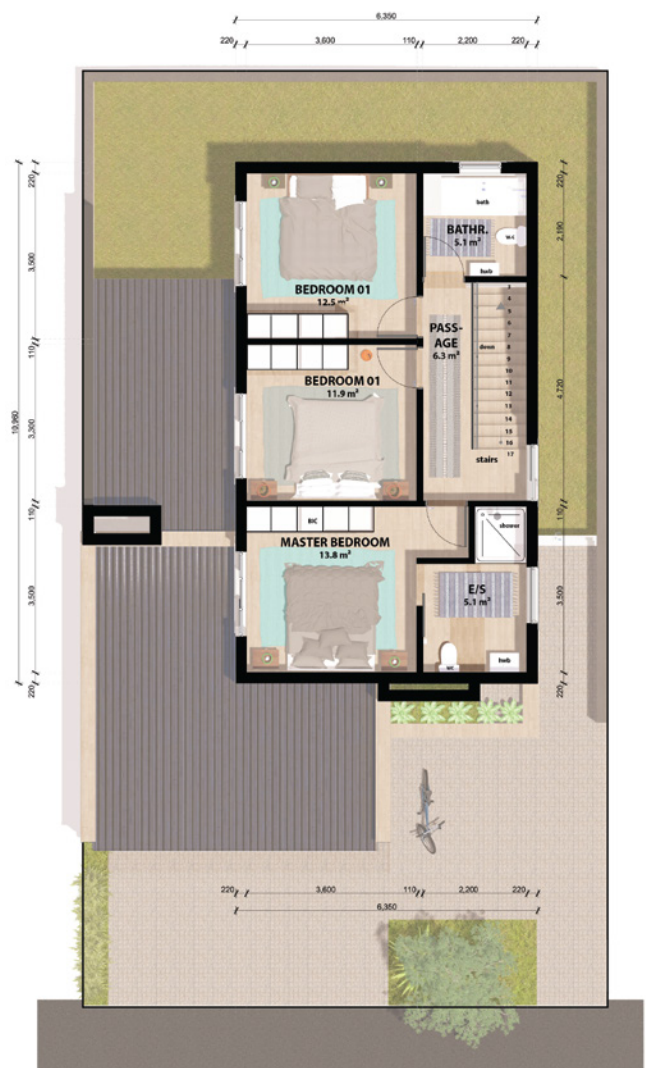 6,350
220 3,600 110 2,200 220
220
3,500
110
3,300
110
3,500
220
10,960
220
2,190
4,720
110
3,500
220
bath
BATHR.
5.1 m²
hwb
BEDROOM 01
12.5 m²
PASS-
AGE
6.3 m²
3
4
5
6
7
8
9
10
11
12
13
14
15
16
17
down
stairs
BEDROOM 01
11.9 m²
BIC
MASTER BEDROOM
13.8 m²
shower
E/S
5.1 m²
hwb
220 3,600 110 2,200 220
6,350